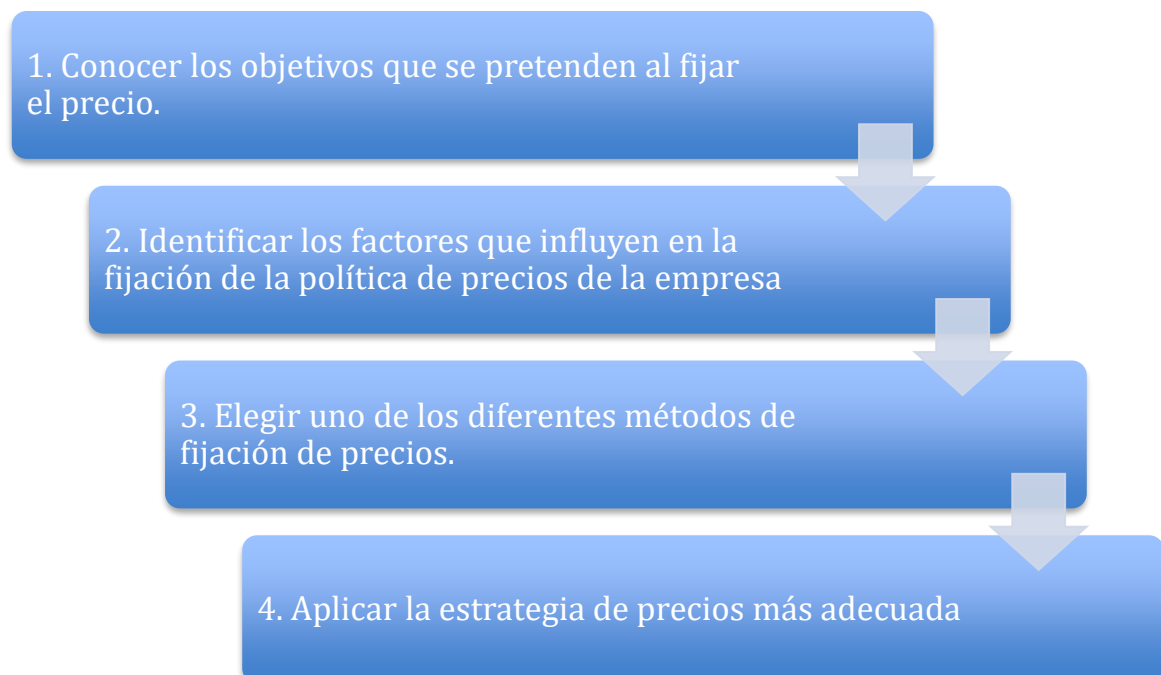 1. Conocer los objetivos que se pretenden al fijar
el precio.
2. Identificar los factores que influyen en la
fijación de la política de precios de la empresa
3. Elegir uno de los diferentes métodos de
fijación de precios.
4. Aplicar la estrategia de precios más adecuada